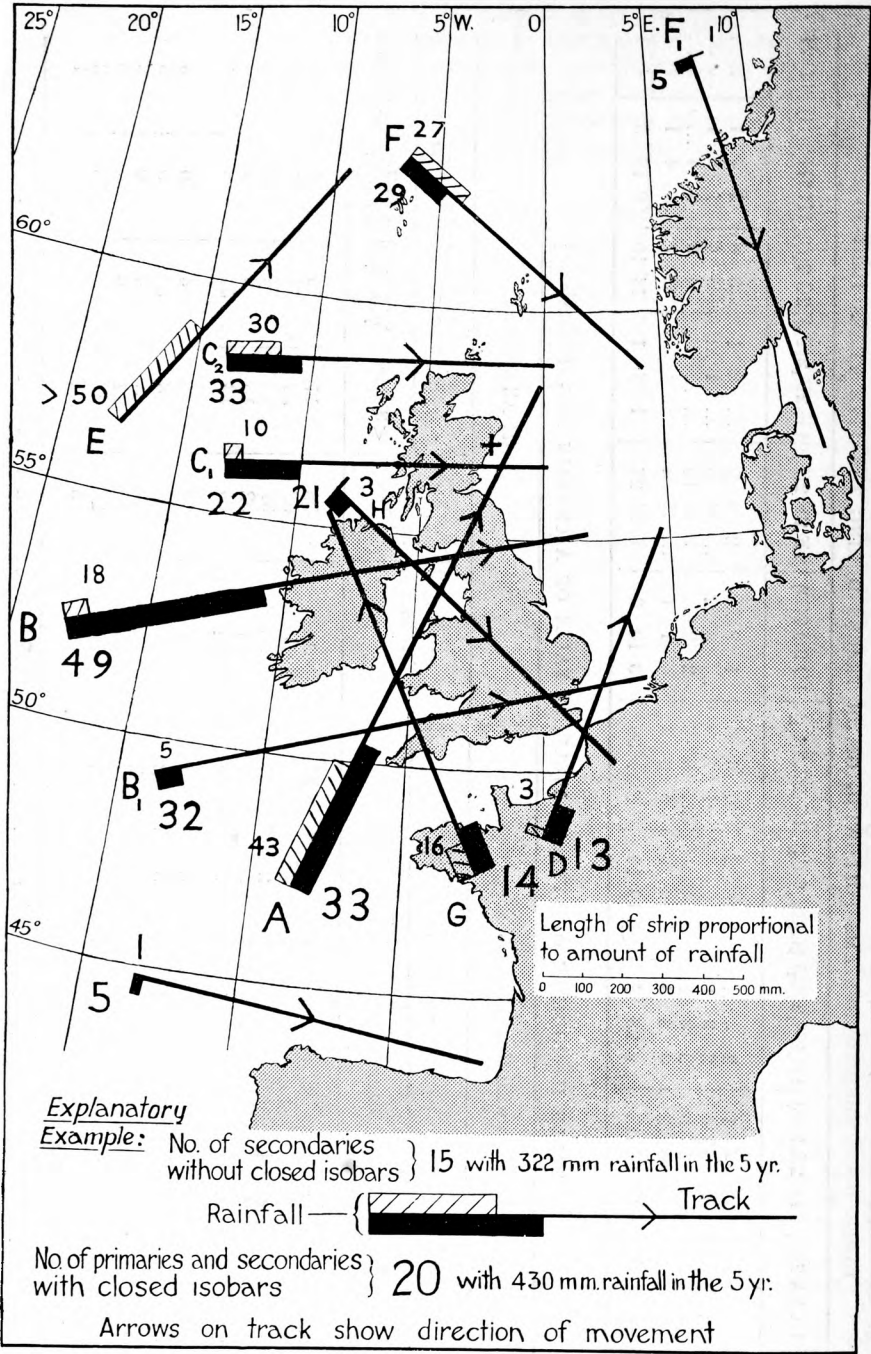 25° 20° 15° 10° 5°W. 0 5°E. 10°
F₁ 1
5
F 27
29
60°
30
C₂
33
> 50
E
10
C₁
22
55°
21 3
H
+
18
B
49
50°
5
B₁
32
43
A 33
16
G 14
3
D 13
45°
1
5
Length of strip proportional
to amount of rainfall
0 100 200 300 400 500 mm.
Explanatory
Example:
No. of secondaries
without closed isobars } 15 with 322 mm rainfall in the 5 yr.
Rainfall
Track
No. of primaries and secondaries
with closed isobars } 20 with 430 mm. rainfall in the 5 yr.
Arrows on track show direction of movement